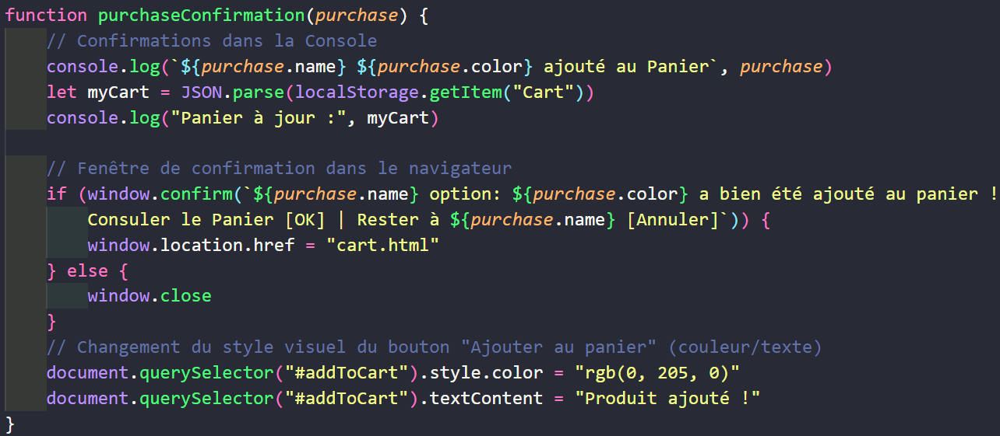 function purchaseConfirmation(purchase) {
    // Confirmations dans la Console
    console.log(`${purchase.name} ${purchase.color} ajouté au Panier`, purchase)
    let myCart = JSON.parse(localStorage.getItem("Cart"))
    console.log("Panier à jour :", myCart)

    // Fenêtre de confirmation dans le navigateur
    if (window.confirm(`${purchase.name} option: ${purchase.color} a bien été ajouté au panier !
        Consuler le Panier [OK] | Rester à ${purchase.name} [Annuler]`)) {
        window.location.href = "cart.html"
    } else {
        window.close
    }
    // Changement du style visuel du bouton "Ajouter au panier" (couleur/texte)
    document.querySelector("#addToCart").style.color = "rgb(0, 205, 0)"
    document.querySelector("#addToCart").textContent = "Produit ajouté !"
}